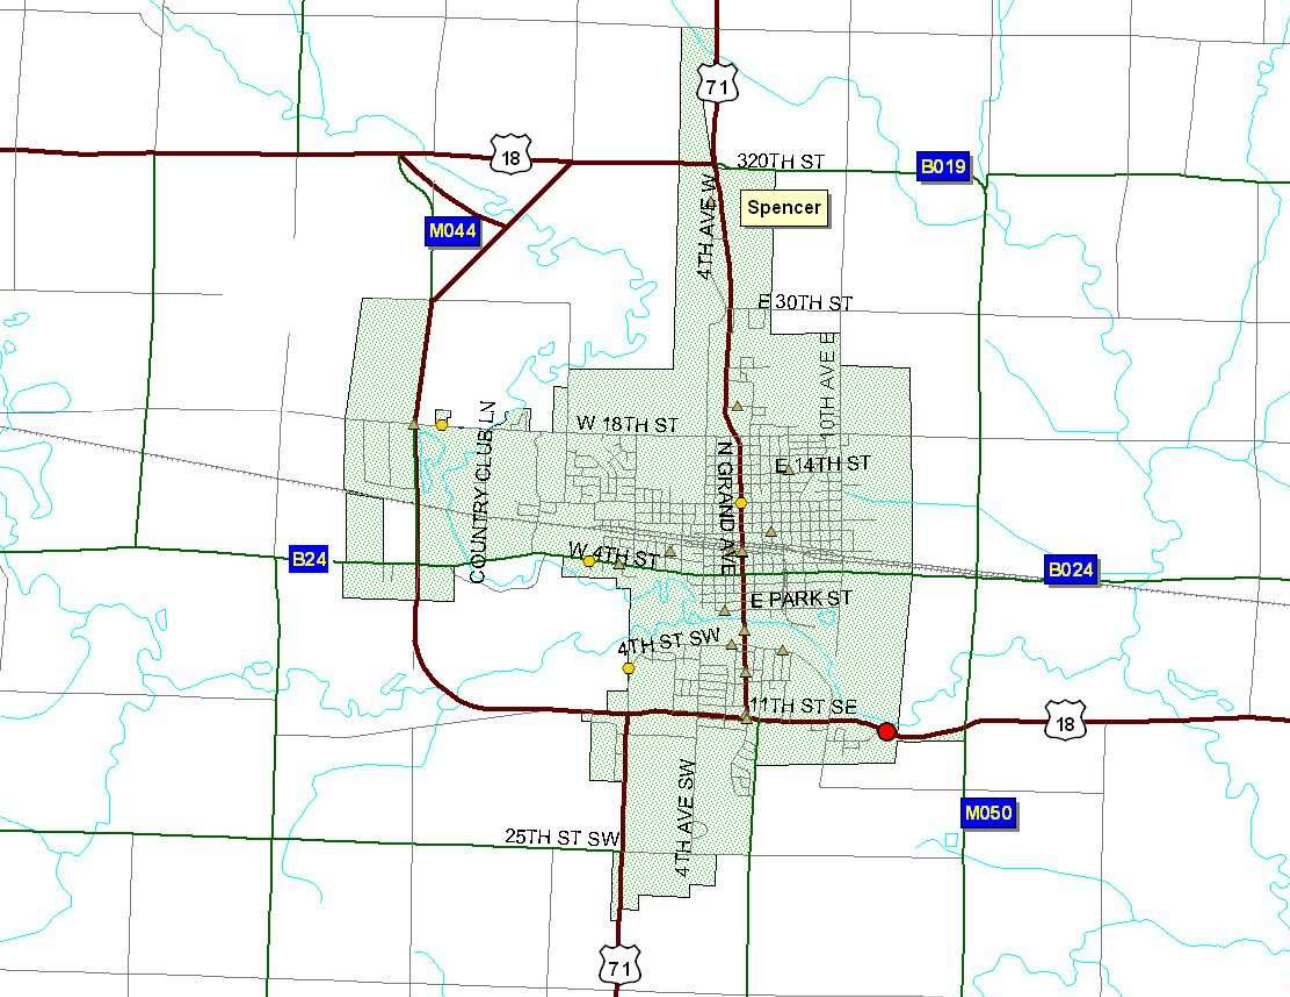 71
18
320TH ST
B019
4TH AVE W
Spencer
M044
E 30TH ST
10TH AVE E
COUNTRY CLUB LN
W 18TH ST
N GRAND AVE
E 14TH ST
B24
W 4TH ST
B024
E PARK ST
4TH ST SW
11TH ST SE
18
4TH AVE SW
M050
25TH ST SW
71